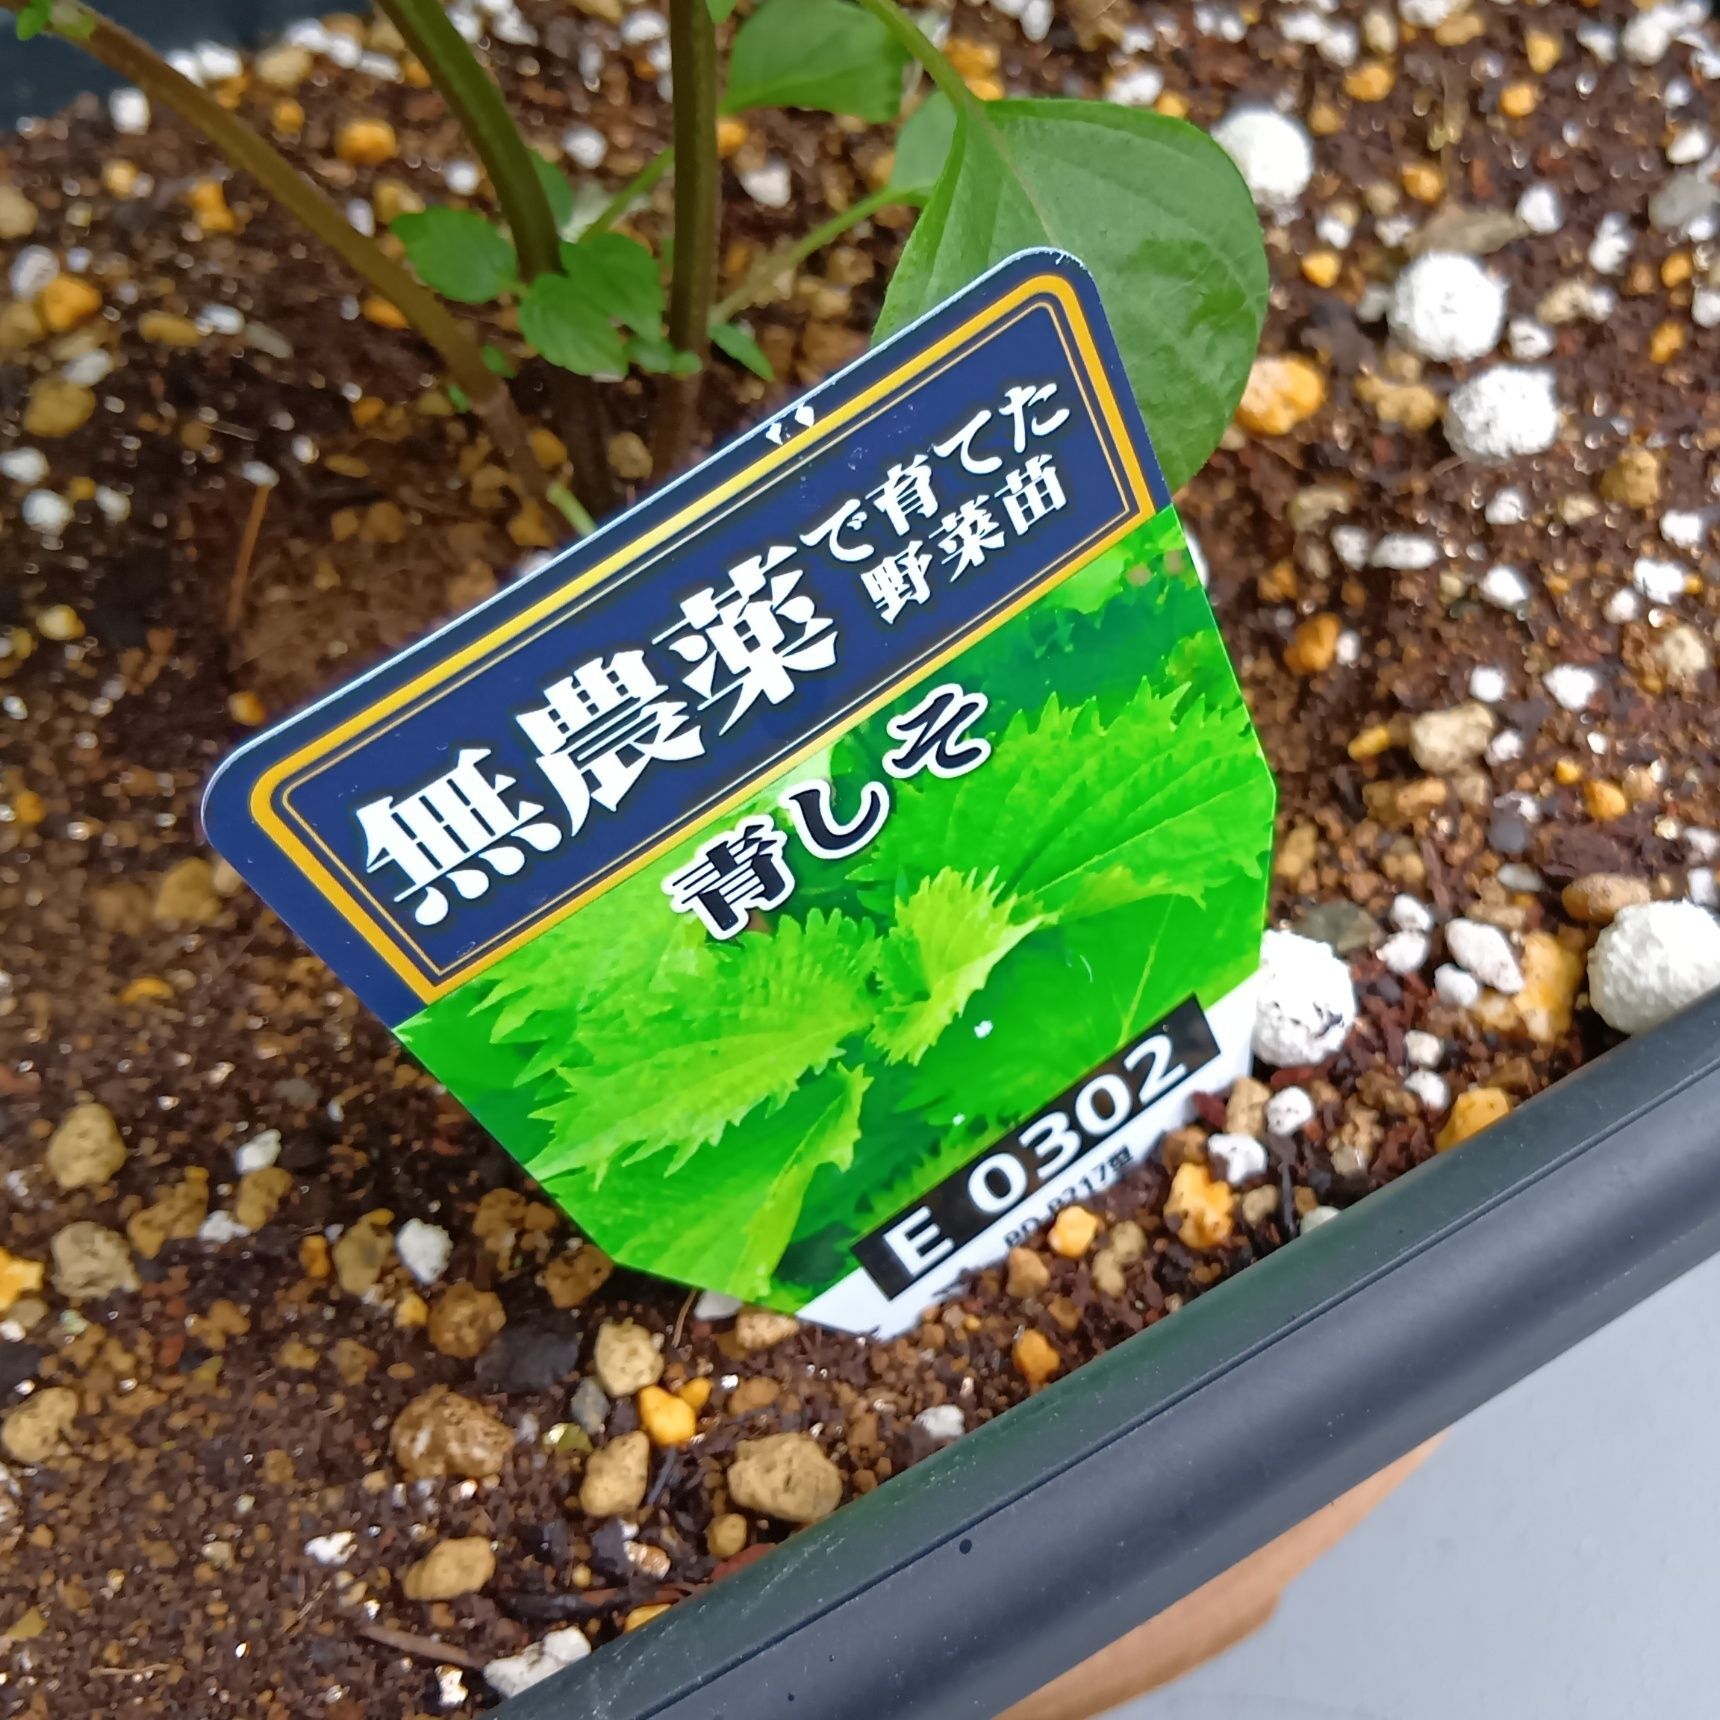 無農薬で育てた
野菜苗
青しそ
E 0302